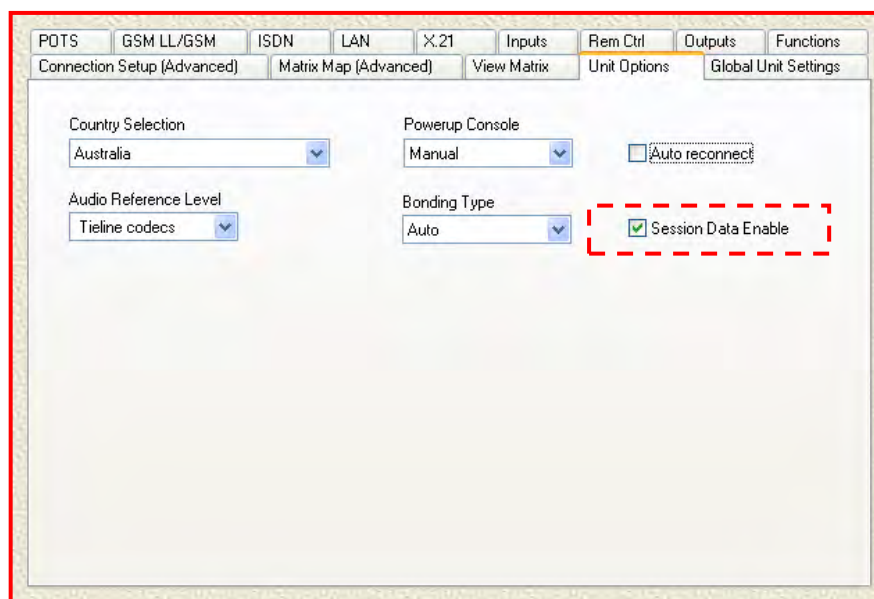 POTS GSM LL/GSM ISDN LAN X.21 Inputs Rem Ctrl Outputs Functions
Connection Setup (Advanced) Matrix Map (Advanced) View Matrix Unit Options Global Unit Settings
Country Selection Powerup Console
Australia Manual Auto reconnect
Audio Reference Level Bonding Type
Tieline codecs Auto Session Data Enable